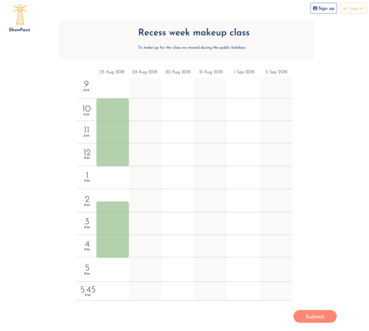 Sign up
Log in
ShowFace
Recess week makeup class
To make up for the class we missed during the public holidays.
23 Aug 2018 24 Aug 2018 30 Aug 2018 31 Aug 2018 1 Sep 2018 5 Sep 2018
9
AM
10
AM
11
AM
12
PM
1
PM
2
PM
3
PM
4
PM
5
PM
5.45
PM
Submit